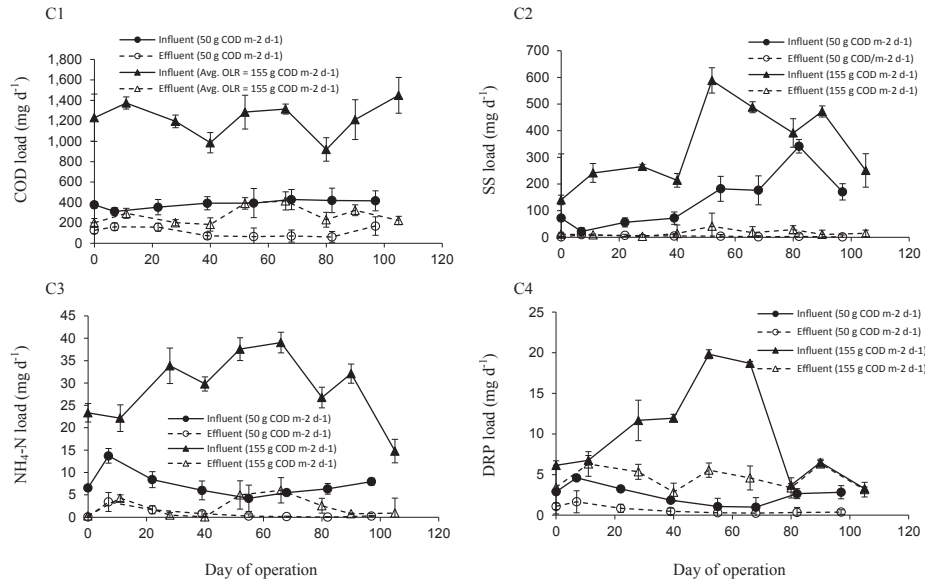 C1
Influent (50 g COD m-2 d-1)
Effluent (50 g COD m-2 d-1)
Influent (Avg. OLR = 155 g COD m-2 d-1)
Effluent (Avg. OLR = 155 g COD m-2 d-1)
COD load (mg d⁻¹)
1,800
1,600
1,400
1,200
1,000
800
600
400
200
0
0 20 40 60 80 100 120
C2
Influent (50 g COD m-2 d-1)
Effluent (50 g COD/m-2 d-1)
Influent (155 g COD m-2 d-1)
Effluent (155 g COD m-2 d-1)
SS load (mg d⁻¹)
700
600
500
400
300
200
100
0
0 20 40 60 80 100 120
C3
NH₄-N load (mg d⁻¹)
45
40
35
30
25
20
15
10
5
0
Influent (50 g COD m-2 d-1)
Effluent (50 g COD m-2 d-1)
Influent (155 g COD m-2 d-1)
Effluent (155 g COD m-2 d-1)
0 20 40 60 80 100 120
Day of operation
C4
Influent (50 g COD m-2 d-1)
Effluent (50 g COD m-2 d-1)
Influent (155 g COD m-2 d-1)
Effluent (155 g COD m-2 d-1)
DRP load (mg d⁻¹)
25
20
15
10
5
0
0 20 40 60 80 100 120
Day of operation